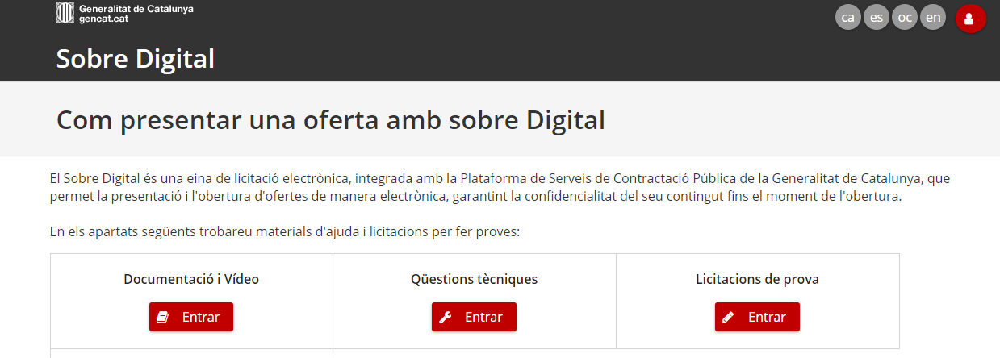 Generalitat de Catalunya
gencat.cat
ca es oc en
Sobre Digital
Com presentar una oferta amb sobre Digital
El Sobre Digital és una eina de licitació electrònica, integrada amb la Plataforma de Serveis de Contractació Pública de la Generalitat de Catalunya, que
permet la presentació i l'obertura d'ofertes de manera electrònica, garantint la confidencialitat del seu contingut fins el moment de l'obertura.
En els apartats següents trobareu materials d'ajuda i licitacions per fer proves:
Documentació i Vídeo
Entrar
Qüestions tècniques
Entrar
Licitacions de prova
Entrar